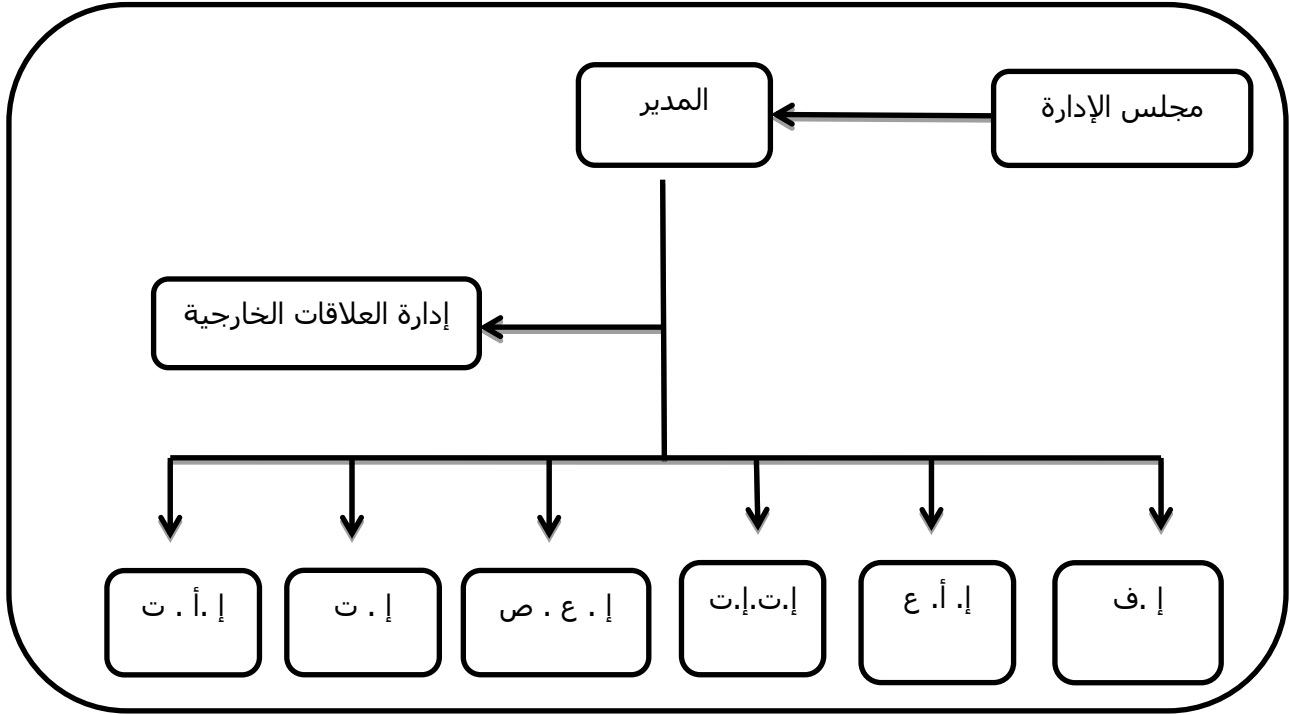 مجلس الإدارة
المدير
إدارة العلاقات الخارجية
إ .ف
إ. أ. ع
إ.ت.إ.ت
إ . ع . ص
إ . ت
إ .أ . ت